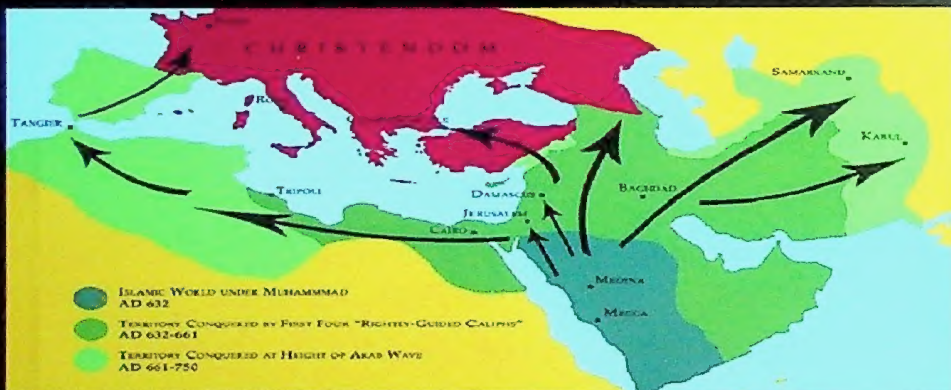 CHRISTENDOM
SAMARKAND
TANGIER
KABUL
TRIPOLI
DAMASCUS
BAGHDAD
JERUSALEM
CAIRO
MEDINA
MECCA
ISLAMIC WORLD UNDER MUHAMMMAD
AD 632
TERRITORY CONQUERED BY FIRST FOUR "RIGHTLY-GUIDED CALIPHS"
AD 632-661
TERRITORY CONQUERED AT HEIGHT OF ARAB WAVE
AD 661-750